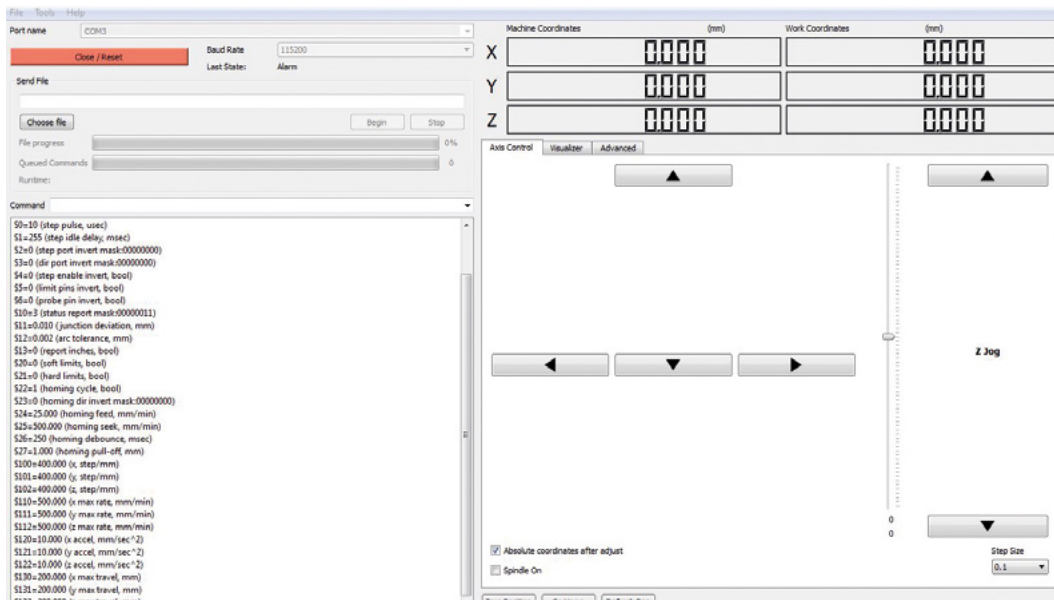 File Tools Help
Port name COM3
Close / Reset
Baud Rate 115200
Last State: Alarm
Send File
Choose file Begin Stop
File progress 0%
Queued Commands 0
Runtime:
Command
$0=10 (step pulse, usec)
$1=255 (step idle delay, msec)
$2=0 (step port invert mask:00000000)
$3=0 (dir port invert mask:00000000)
$4=0 (step enable invert, bool)
$5=0 (limit pins invert, bool)
$6=0 (probe pin invert, bool)
$10=3 (status report mask:00000011)
$11=0.010 (junction deviation, mm)
$12=0.002 (arc tolerance, mm)
$13=0 (report inches, bool)
$20=0 (soft limits, bool)
$21=0 (hard limits, bool)
$22=1 (homing cycle, bool)
$23=0 (homing dir invert mask:00000000)
$24=25.000 (homing feed, mm/min)
$25=500.000 (homing seek, mm/min)
$26=250 (homing debounce, msec)
$27=1.000 (homing pull-off, mm)
$100=400.000 (x, step/mm)
$101=400.000 (y, step/mm)
$102=400.000 (z, step/mm)
$110=500.000 (x max rate, mm/min)
$111=500.000 (y max rate, mm/min)
$112=500.000 (z max rate, mm/min)
$120=10.000 (x accel, mm/sec^2)
$121=10.000 (y accel, mm/sec^2)
$122=10.000 (z accel, mm/sec^2)
$130=200.000 (x max travel, mm)
$131=200.000 (y max travel, mm)
Machine Coordinates (mm) Work Coordinates (mm)
X 0.000 0.000
Y 0.000 0.000
Z 0.000 0.000
Axis Control Visualizer Advanced
Z Jog
0
0
Absolute coordinates after adjust
Spindle On
Step Size
0.1